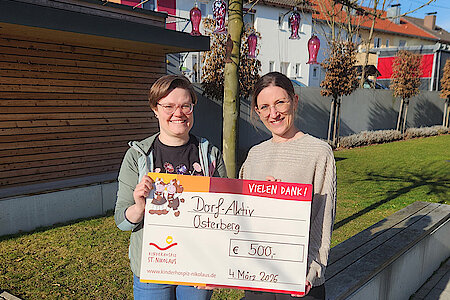 VIELEN DANK!
Dorf-Aktiv
Osterberg
€ 500,-
4 März 2026
KINDERHOSPIZ
ST. NIKOLAUS
www.kinderhospiz-nikolaus.de